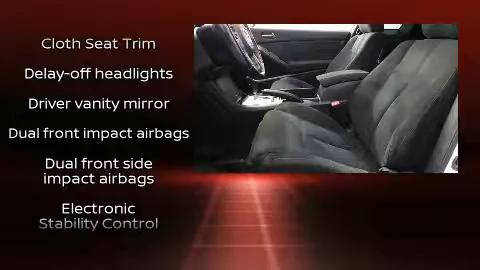 Cloth Seat Trim
Delay-off headlights
Driver vanity mirror
Dual front impact airbags
Dual front side
impact airbags
Electronic
Stability Control